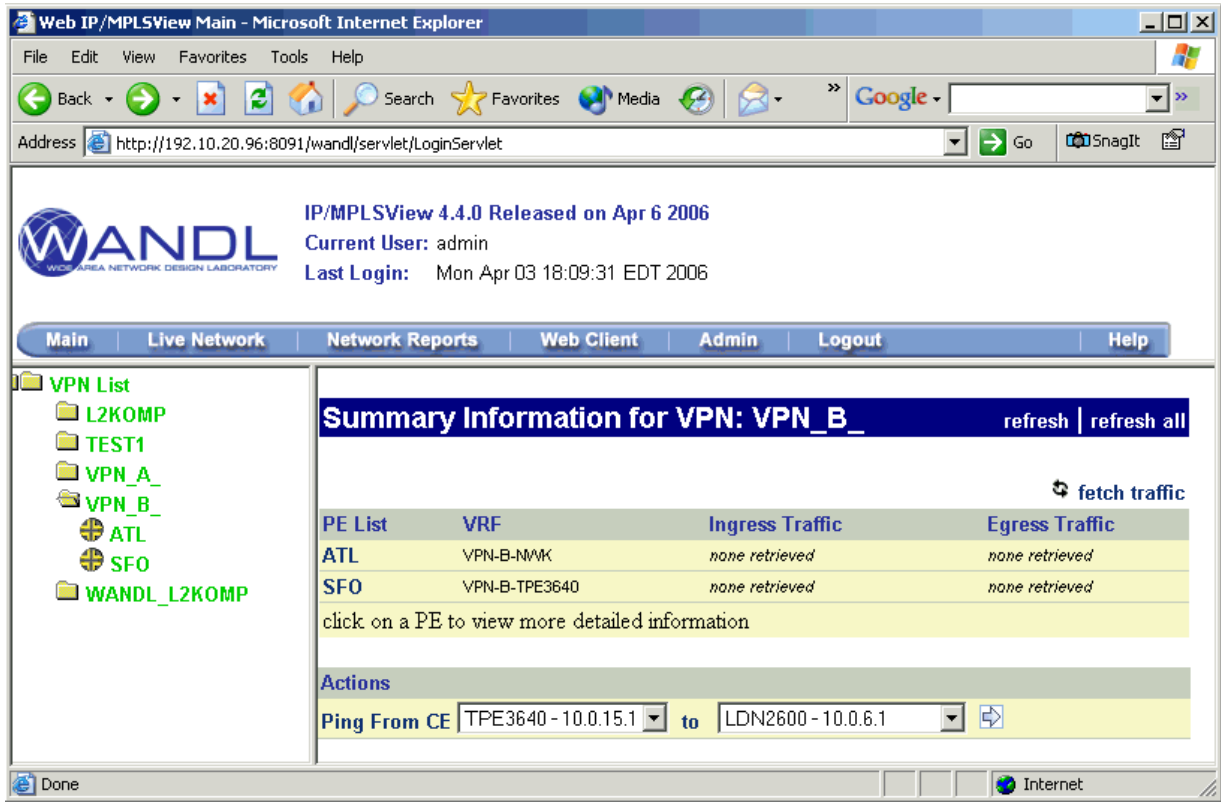 Web IP/MPLSView Main - Microsoft Internet Explorer
File Edit View Favorites Tools Help
Back Search Favorites Media » Google »
Address http://192.10.20.96:8091/wandl/servlet/LoginServlet Go SnagIt
WANDL
WIDE AREA NETWORK DESIGN LABORATORY
IP/MPLSView 4.4.0 Released on Apr 6 2006
Current User: admin
Last Login: Mon Apr 03 18:09:31 EDT 2006
Main | Live Network | Network Reports | Web Client | Admin | Logout | Help
VPN List
L2KOMP
TEST1
VPN_A_
VPN_B_
ATL
SFO
WANDL_L2KOMP
Summary Information for VPN: VPN_B_ refresh | refresh all
fetch traffic
PE List VRF Ingress Traffic Egress Traffic
ATL VPN-B-NWK none retrieved none retrieved
SFO VPN-B-TPE3640 none retrieved none retrieved
click on a PE to view more detailed information
Actions
Ping From CE TPE3640 - 10.0.15.1 to LDN2600 - 10.0.6.1
Done Internet